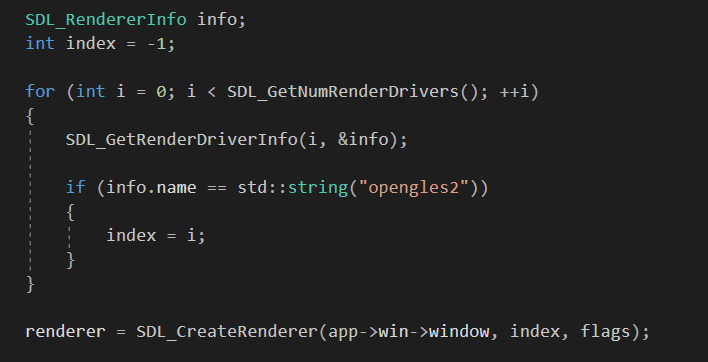 SDL_RendererInfo info;
int index = -1;
for (int i = 0; i < SDL_GetNumRenderDrivers(); ++i)
{
SDL_GetRenderDriverInfo(i, &info);
if (info.name == std::string("opengles2"))
{
index = i;
}
}
renderer = SDL_CreateRenderer(app->win->window, index, flags);